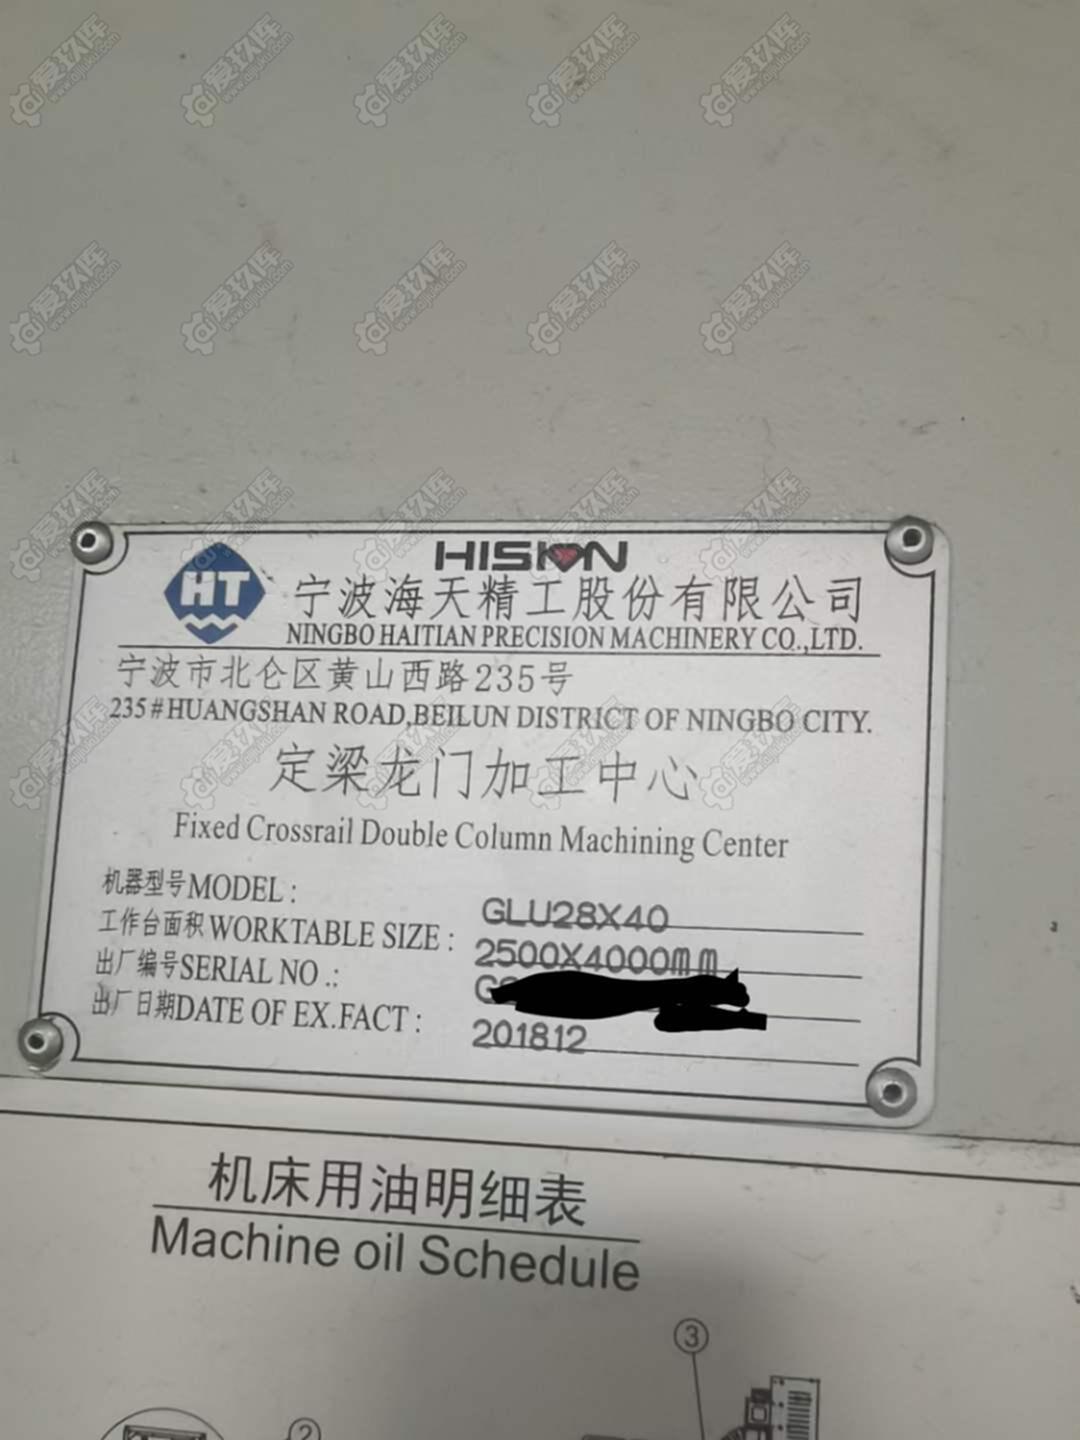 HISION
HT
宁波海天精工股份有限公司
NINGBO HAITIAN PRECISION MACHINERY CO.,LTD.
宁波市北仑区黄山西路235号
235#HUANGSHAN ROAD,BEILUN DISTRICT OF NINGBO CITY.
定梁龙门加工中心
Fixed Crossrail Double Column Machining Center
机器型号MODEL: GLU28X40
工作台面积WORKTABLE SIZE: 2500X4000mm
出厂编号SERIAL NO.: G
出厂日期DATE OF EX.FACT: 201812
机床用油明细表
Machine oil Schedule
③
②
爱玖库
www.aijiuku.com